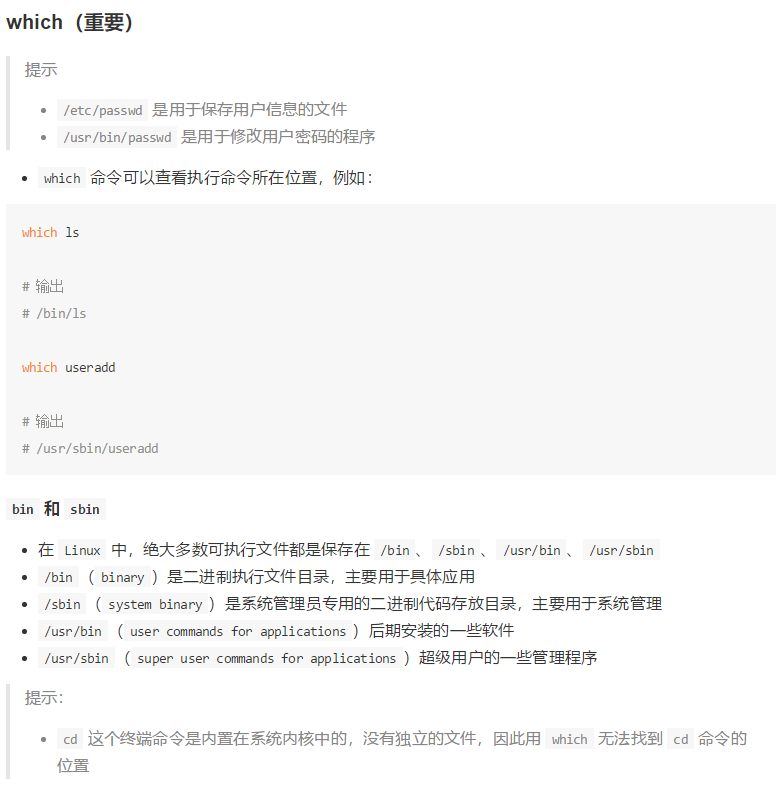 which（重要）
提示
• /etc/passwd 是用于保存用户信息的文件
• /usr/bin/passwd 是用于修改用户密码的程序
• which 命令可以查看执行命令所在位置，例如：
which ls
# 输出
# /bin/ls
which useradd
# 输出
# /usr/sbin/useradd
bin 和 sbin
• 在 Linux 中，绝大多数可执行文件都是保存在 /bin 、 /sbin 、 /usr/bin 、 /usr/sbin
• /bin （ binary ）是二进制执行文件目录，主要用于具体应用
• /sbin （ system binary ）是系统管理员专用的二进制代码存放目录，主要用于系统管理
• /usr/bin （ user commands for applications ）后期安装的一些软件
• /usr/sbin （ super user commands for applications ）超级用户的一些管理程序
提示：
• cd 这个终端命令是内置在系统内核中的，没有独立的文件，因此用 which 无法找到 cd 命令的
位置